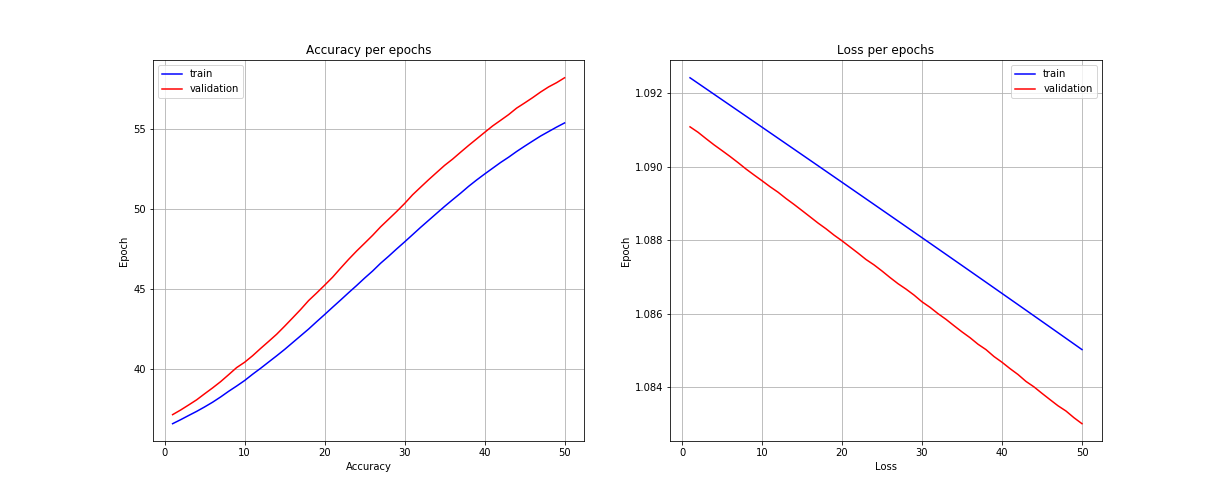 Accuracy per epochs
train
validation
Epoch
55
50
45
40
0 10 20 30 40 50
Accuracy
Loss per epochs
train
validation
Epoch
1.092
1.090
1.088
1.086
1.084
0 10 20 30 40 50
Loss